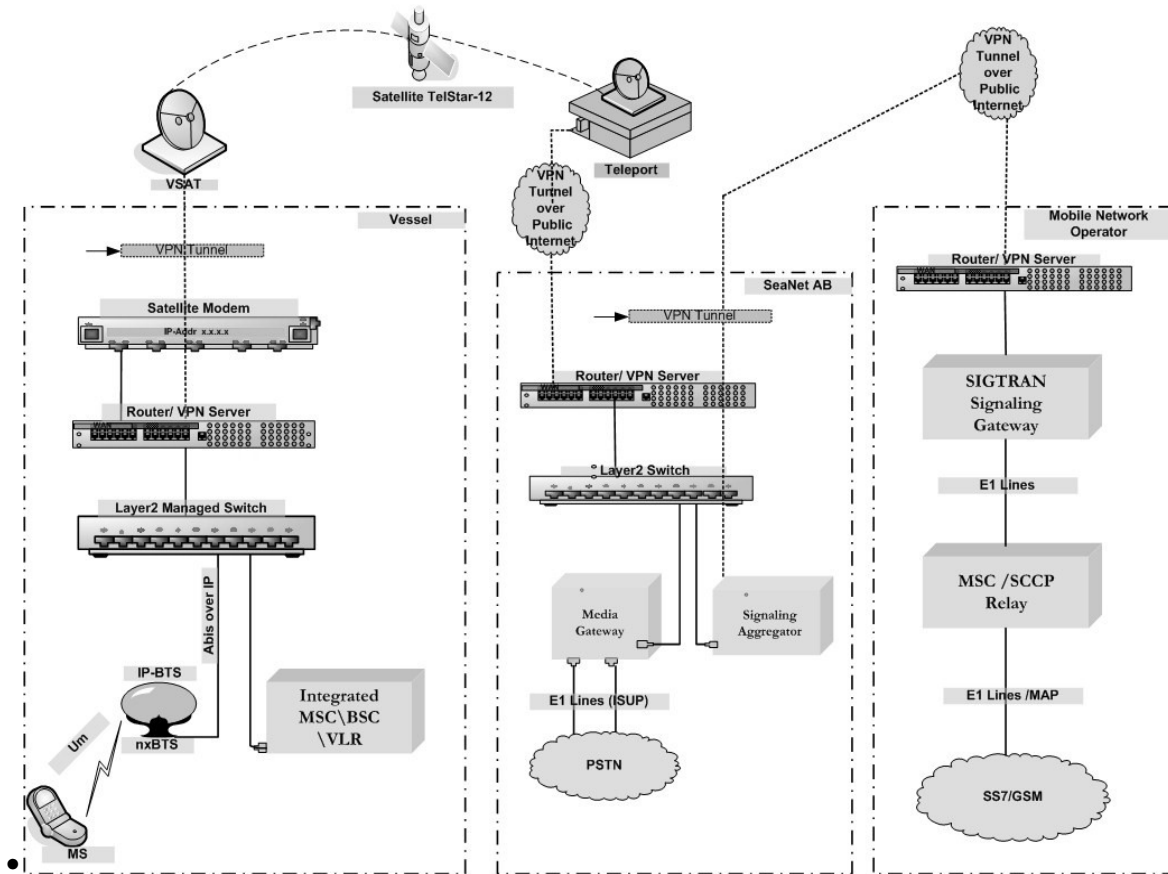 VPN
Tunnel
over
Public
Internet
Satellite TelStar-12
Teleport
VSAT
VPN
Tunnel
over
Public
Internet
Vessel
VPN Tunnel
Satellite Modem
IP-Addr x.x.x.x
Router/ VPN Server
WAN
Layer2 Managed Switch
Abis over IP
IP-BTS
nxBTS
Um
MS
Integrated
MSC\BSC
\VLR
SeaNet AB
VPN Tunnel
Router/ VPN Server
WAN
Layer2 Switch
Media
Gateway
Signaling
Aggregator
E1 Lines (ISUP)
PSTN
Mobile Network
Operator
Router/ VPN Server
WAN
SIGTRAN
Signaling
Gateway
E1 Lines
MSC /SCCP
Relay
E1 Lines /MAP
SS7/GSM